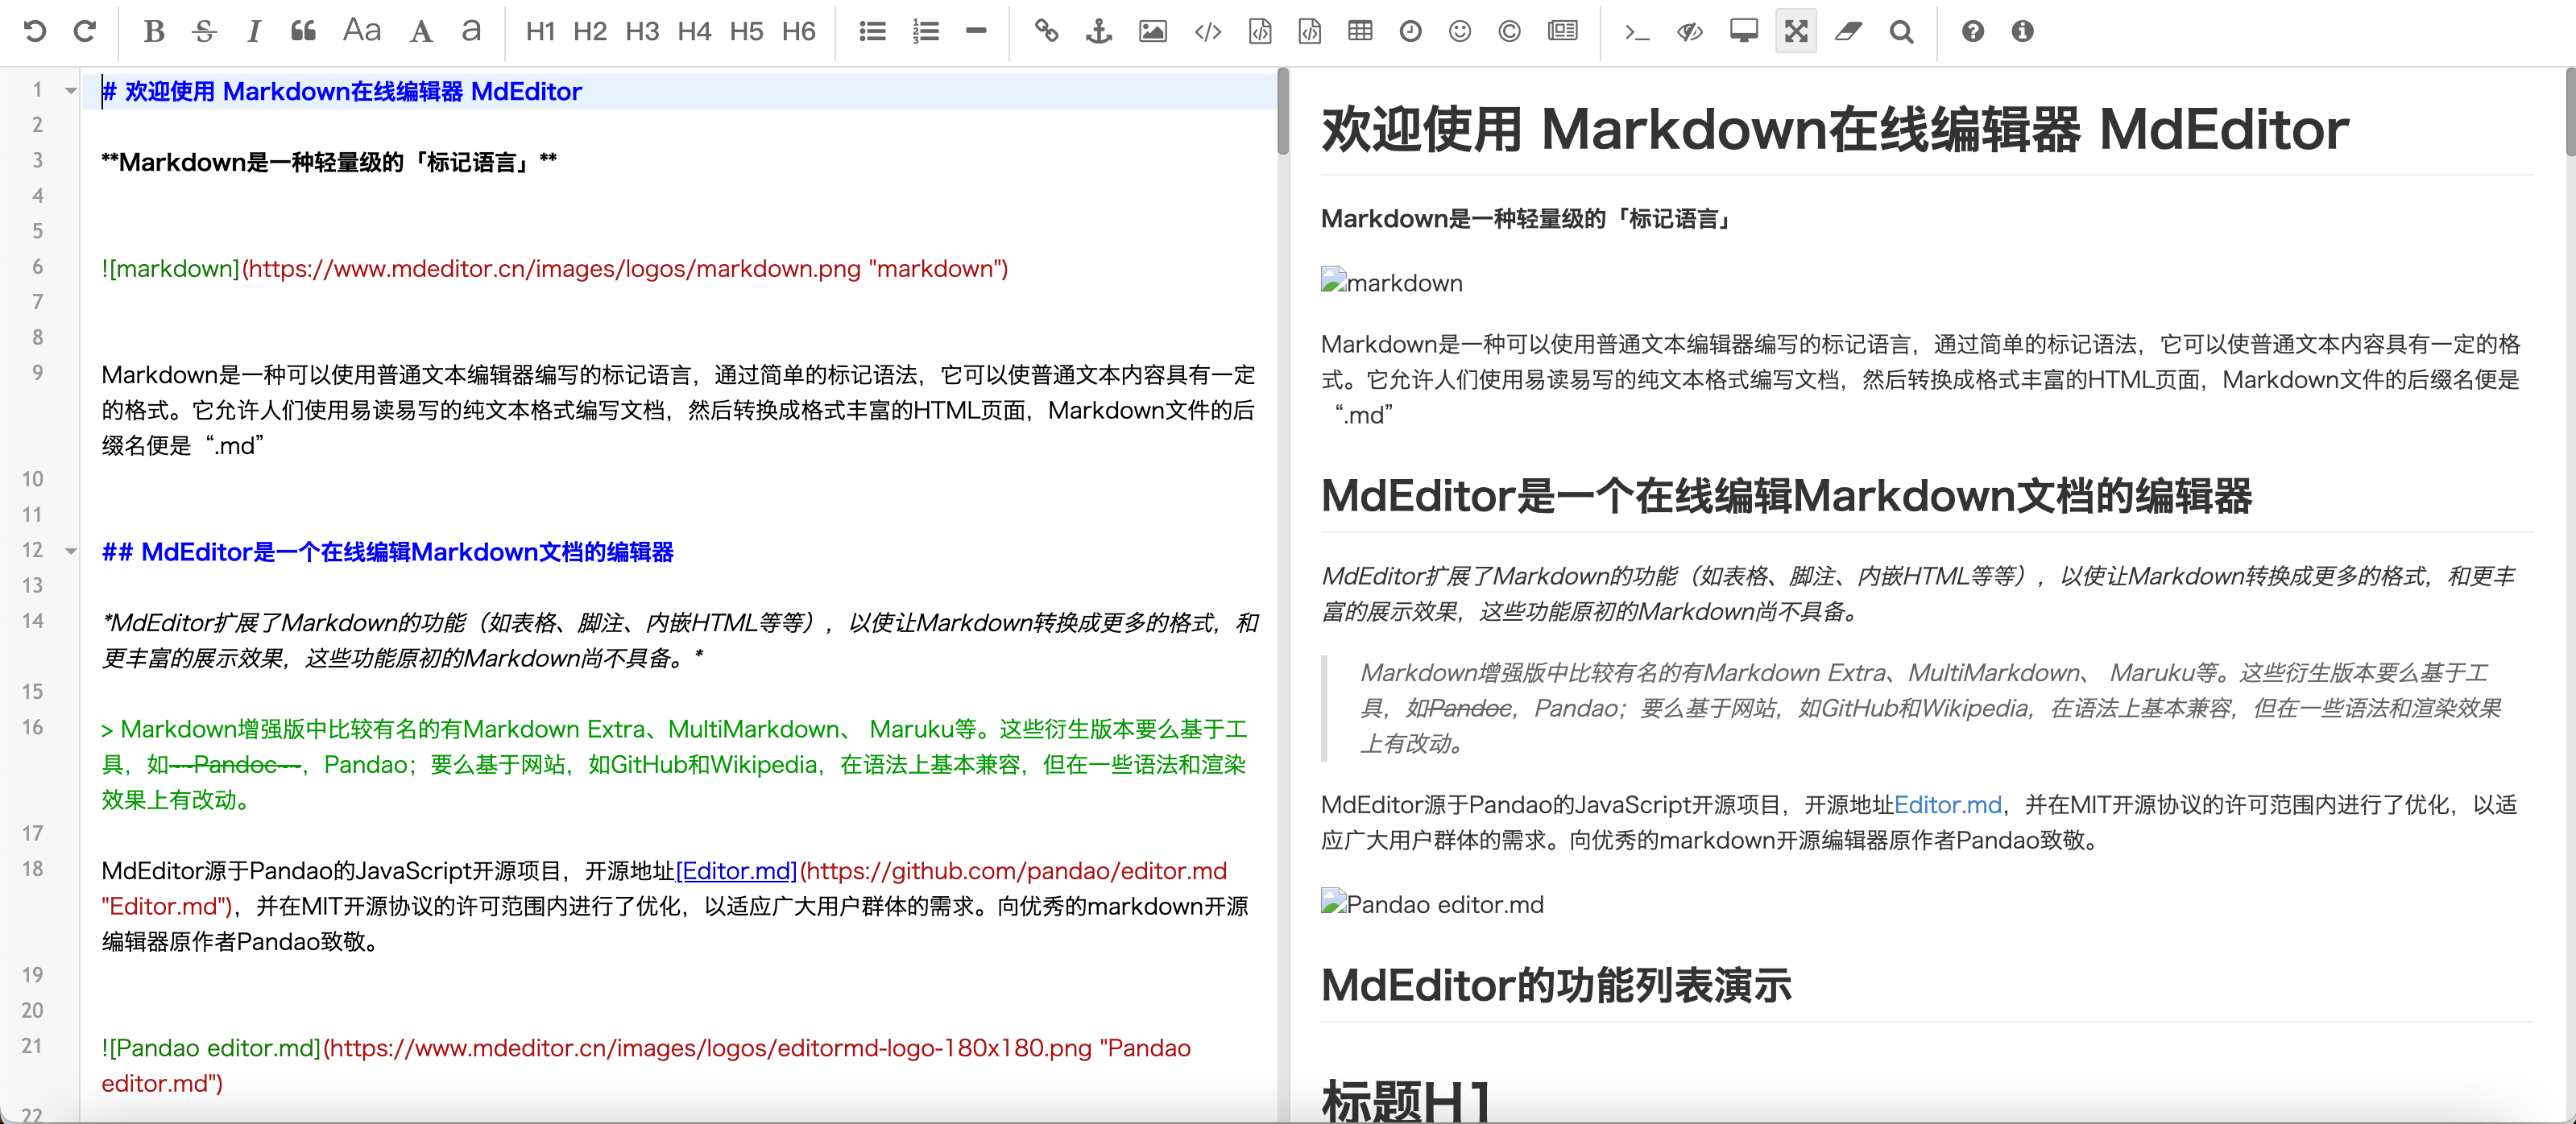 B S I “ Aa A a H1 H2 H3 H4 H5 H6
1 # 欢迎使用 Markdown在线编辑器 MdEditor
2
3 **Markdown是一种轻量级的「标记语言」**
4
5
6 ![markdown](https://www.mdeditor.cn/images/logos/markdown.png "markdown")
7
8
9 Markdown是一种可以使用普通文本编辑器编写的标记语言，通过简单的标记语法，它可以使普通文本内容具有一定
的格式。它允许人们使用易读易写的纯文本格式编写文档，然后转换成格式丰富的HTML页面，Markdown文件的后
缀名便是“.md”
10
11
12 ## MdEditor是一个在线编辑Markdown文档的编辑器
13
14 *MdEditor扩展了Markdown的功能（如表格、脚注、内嵌HTML等等），以使让Markdown转换成更多的格式，和
更丰富的展示效果，这些功能原初的Markdown尚不具备。*
15
16 > Markdown增强版中比较有名的有Markdown Extra、MultiMarkdown、 Maruku等。这些衍生版本要么基于工
具，如~~Pandoc~~，Pandao；要么基于网站，如GitHub和Wikipedia，在语法上基本兼容，但在一些语法和渲染
效果上有改动。
17
18 MdEditor源于Pandao的JavaScript开源项目，开源地址[Editor.md](https://github.com/pandao/editor.md
"Editor.md")，并在MIT开源协议的许可范围内进行了优化，以适应广大用户群体的需求。向优秀的markdown开源
编辑器原作者Pandao致敬。
19
20
21 ![Pandao editor.md](https://www.mdeditor.cn/images/logos/editormd-logo-180x180.png "Pandao
editor.md")
22
欢迎使用 Markdown在线编辑器 MdEditor
Markdown是一种轻量级的「标记语言」
markdown
Markdown是一种可以使用普通文本编辑器编写的标记语言，通过简单的标记语法，它可以使普通文本内容具有一定的格
式。它允许人们使用易读易写的纯文本格式编写文档，然后转换成格式丰富的HTML页面，Markdown文件的后缀名便是
“.md”
MdEditor是一个在线编辑Markdown文档的编辑器
MdEditor扩展了Markdown的功能（如表格、脚注、内嵌HTML等等），以使让Markdown转换成更多的格式，和更丰
富的展示效果，这些功能原初的Markdown尚不具备。
Markdown增强版中比较有名的有Markdown Extra、MultiMarkdown、 Maruku等。这些衍生版本要么基于工
具，如Pandoc，Pandao；要么基于网站，如GitHub和Wikipedia，在语法上基本兼容，但在一些语法和渲染效果
上有改动。
MdEditor源于Pandao的JavaScript开源项目，开源地址Editor.md，并在MIT开源协议的许可范围内进行了优化，以适
应广大用户群体的需求。向优秀的markdown开源编辑器原作者Pandao致敬。
Pandao editor.md
MdEditor的功能列表演示
标题H1